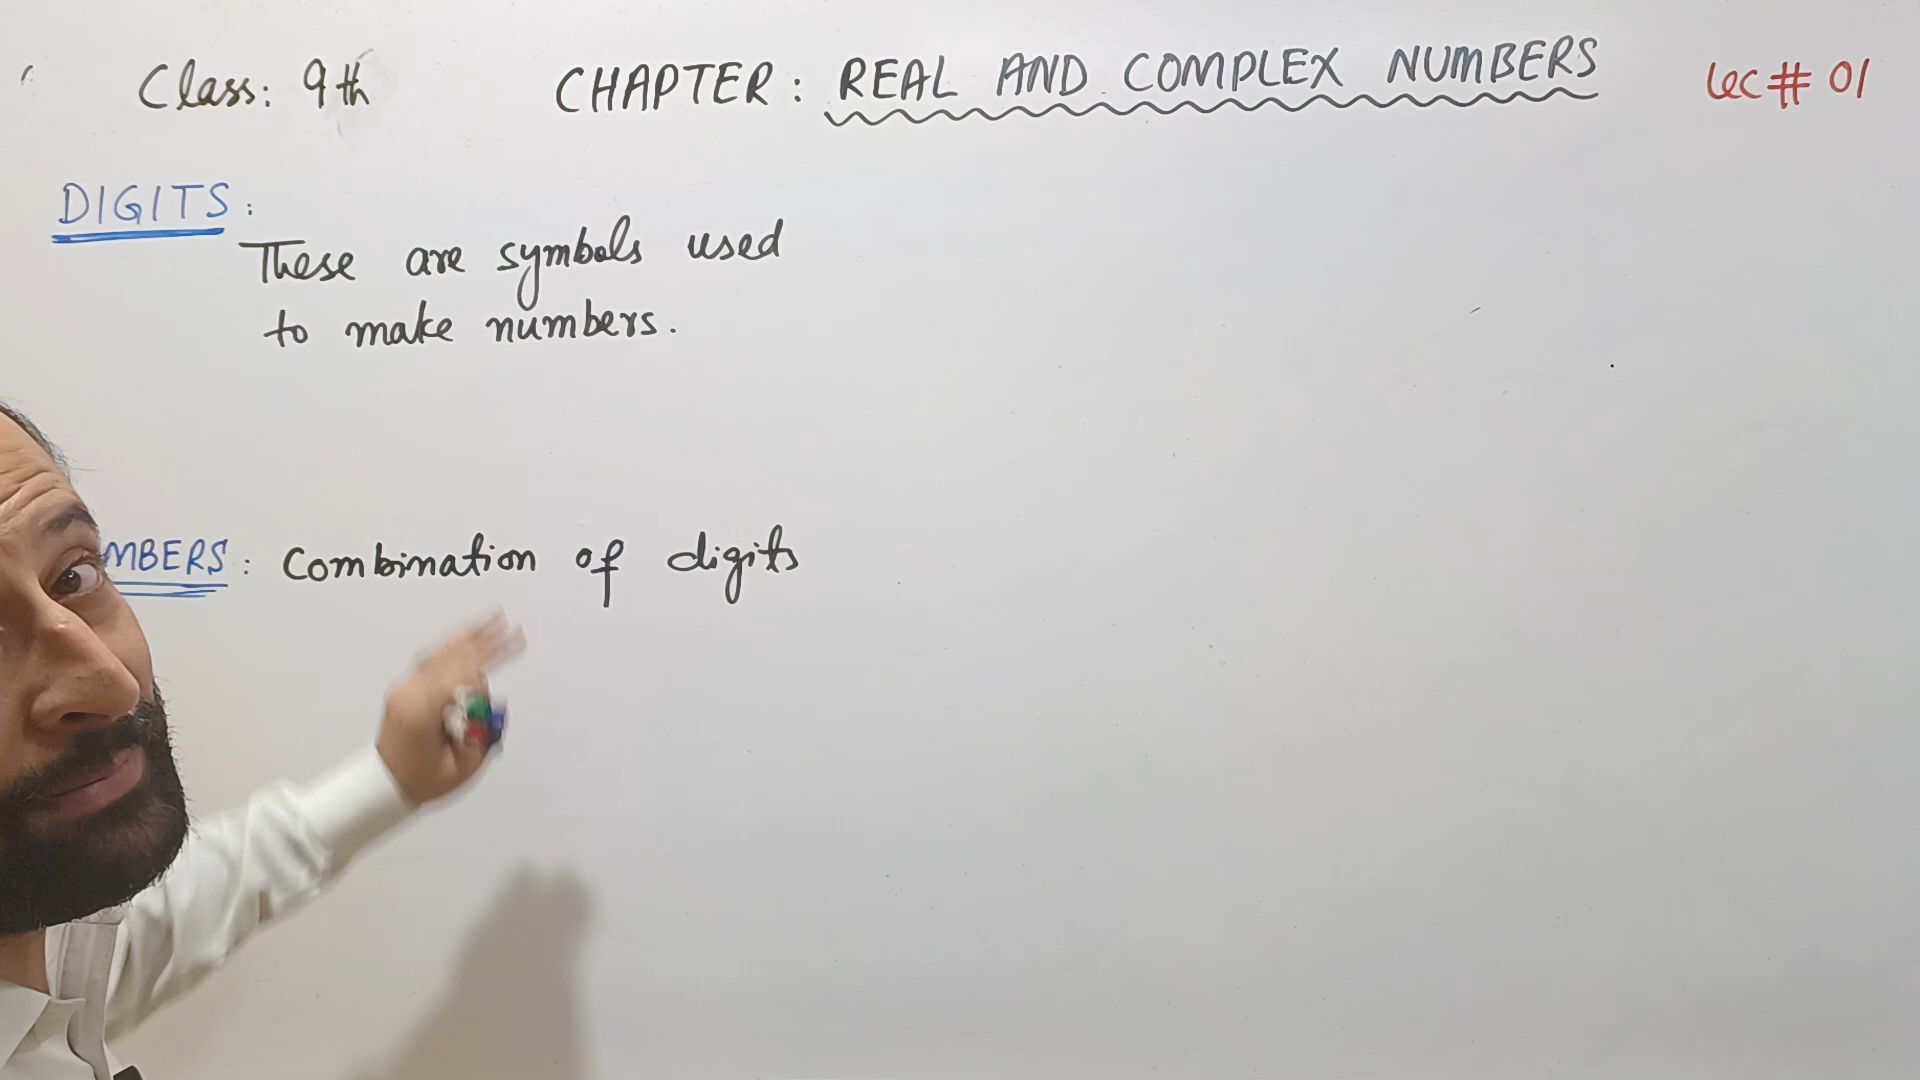 Class: 9th CHAPTER: REAL AND COMPLEX NUMBERS Lec # 01
DIGITS:
These are symbols used
to make numbers.
MBERS: Combination of digits